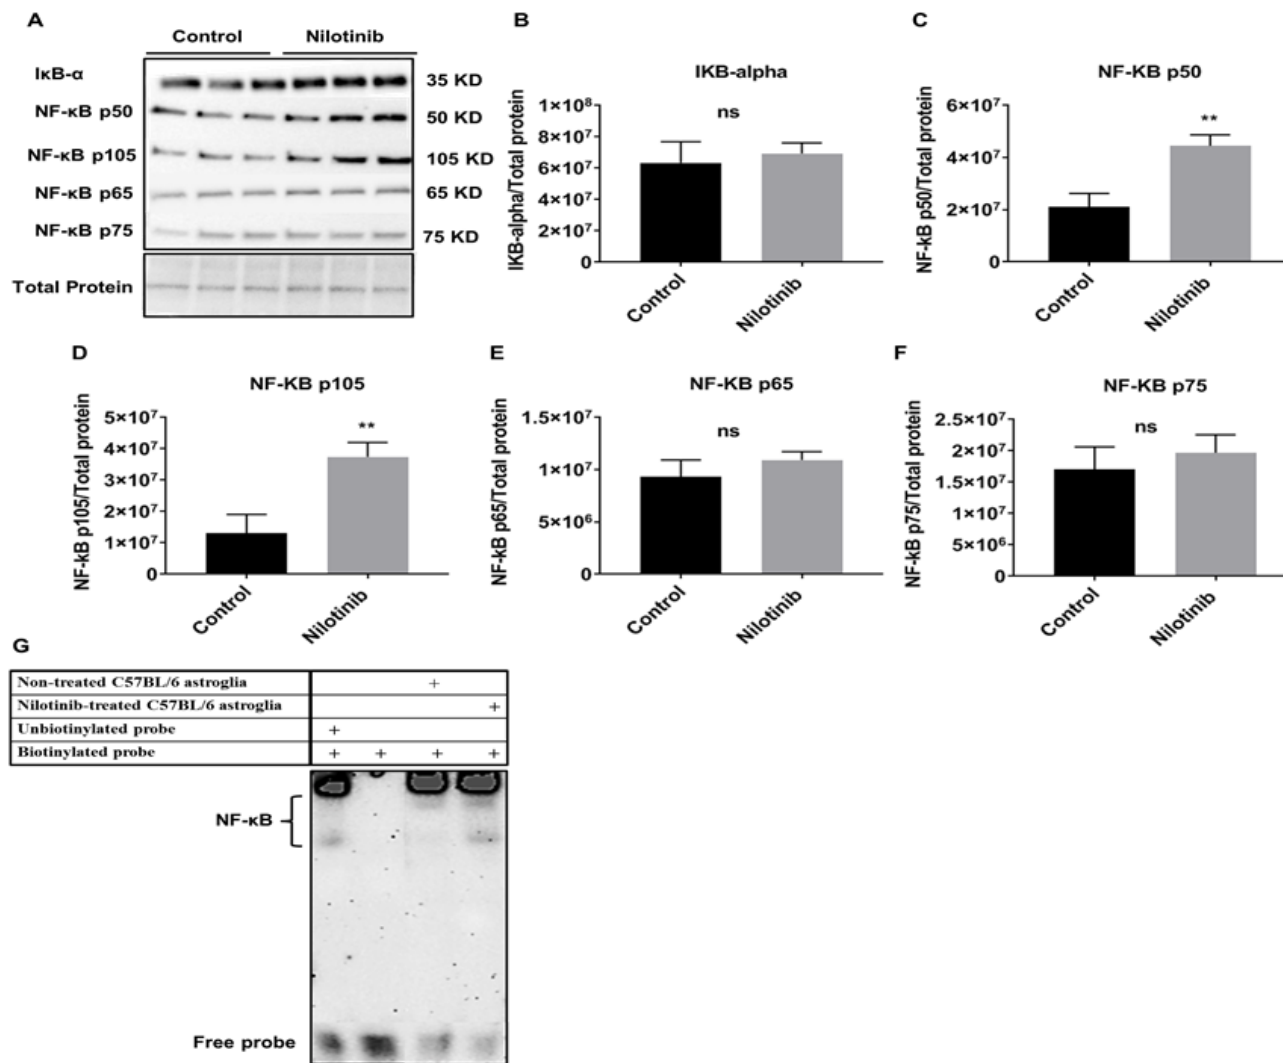 A
Control Nilotinib
IκB-α 35 KD
NF-κB p50 50 KD
NF-κB p105 105 KD
NF-κB p65 65 KD
NF-κB p75 75 KD
Total Protein
B
IKB-alpha
IKB-alpha/Total protein
1×10⁸
8×10⁷
6×10⁷
4×10⁷
2×10⁷
0
ns
Control
Nilotinib
C
NF-KB p50
NF-kB p50/Total protein
6×10⁷
4×10⁷
2×10⁷
0
**
Control
Nilotinib
D
NF-KB p105
NF-kB p105/Total protein
5×10⁷
4×10⁷
3×10⁷
2×10⁷
1×10⁷
0
**
Control
Nilotinib
E
NF-KB p65
NF-kB p65/Total protein
1.5×10⁷
1×10⁷
5×10⁶
0
ns
Control
Nilotinib
F
NF-KB p75
NF-kB p75/Total protein
2.5×10⁷
2×10⁷
1.5×10⁷
1×10⁷
5×10⁶
0
ns
Control
Nilotinib
G
Non-treated C57BL/6 astroglia +
Nilotinib-treated C57BL/6 astroglia +
Unbiotinylated probe +
Biotinylated probe + + + +
NF-κB
Free probe